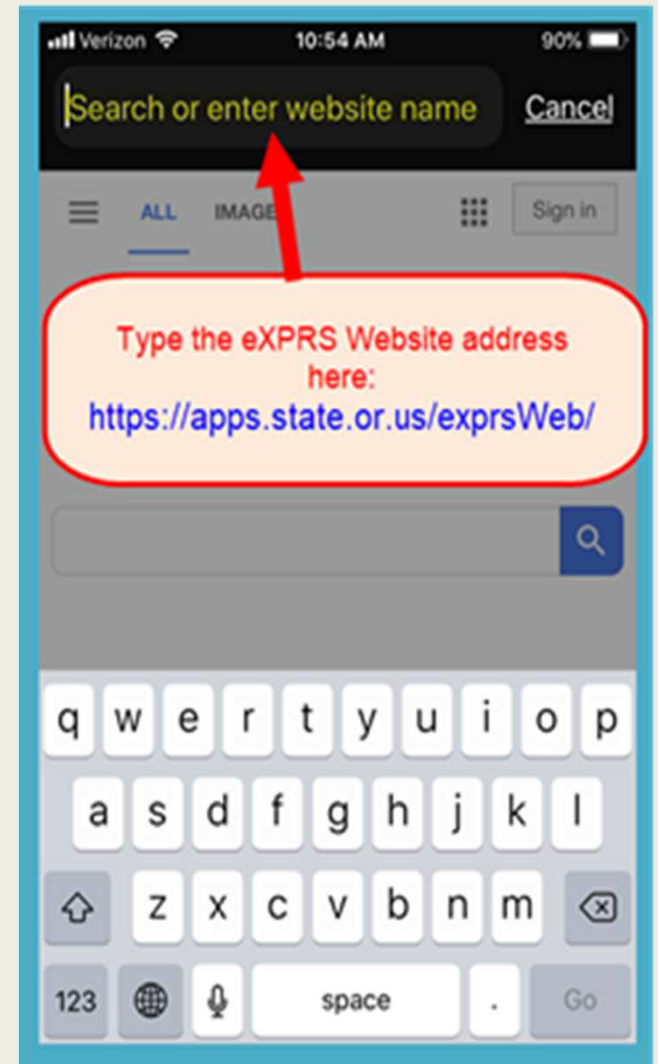 Verizon 10:54 AM 90%
Search or enter website name Cancel
ALL IMAGE Sign in
Type the eXPRS Website address
here:
https://apps.state.or.us/exprsWeb/
q w e r t y u i o p
a s d f g h j k l
z x c v b n m
123 space . Go